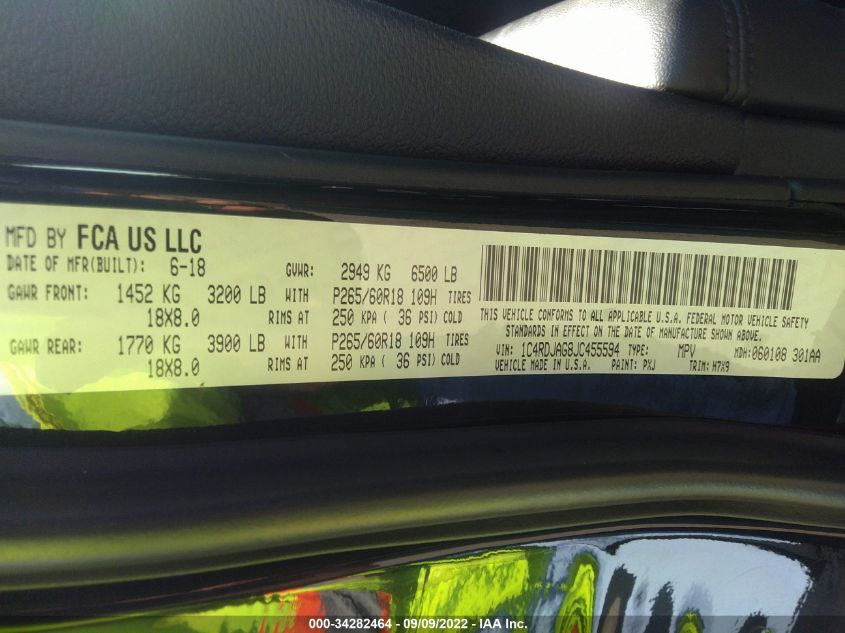 MFD BY FCA US LLC
DATE OF MFR(BUILT): 6-18 GVWR: 2949 KG 6500 LB
GAWR FRONT: 1452 KG 3200 LB WITH P265/60R18 109H TIRES
18X8.0 RIMS AT 250 KPA ( 36 PSI) COLD
GAWR REAR: 1770 KG 3900 LB WITH P265/60R18 109H TIRES
18X8.0 RIMS AT 250 KPA ( 36 PSI) COLD
THIS VEHICLE CONFORMS TO ALL APPLICABLE U.S.A. FEDERAL MOTOR VEHICLE SAFETY
STANDARDS IN EFFECT ON THE DATE OF MANUFACTURE SHOWN ABOVE.
VIN: 1C4RDJAG8JC455594 TYPE: MPV MDH: 060108 301AA
VEHICLE MADE IN U.S.A. PAINT: PXJ TRIM: H7X9
000-34282464 - 09/09/2022 - IAA Inc.